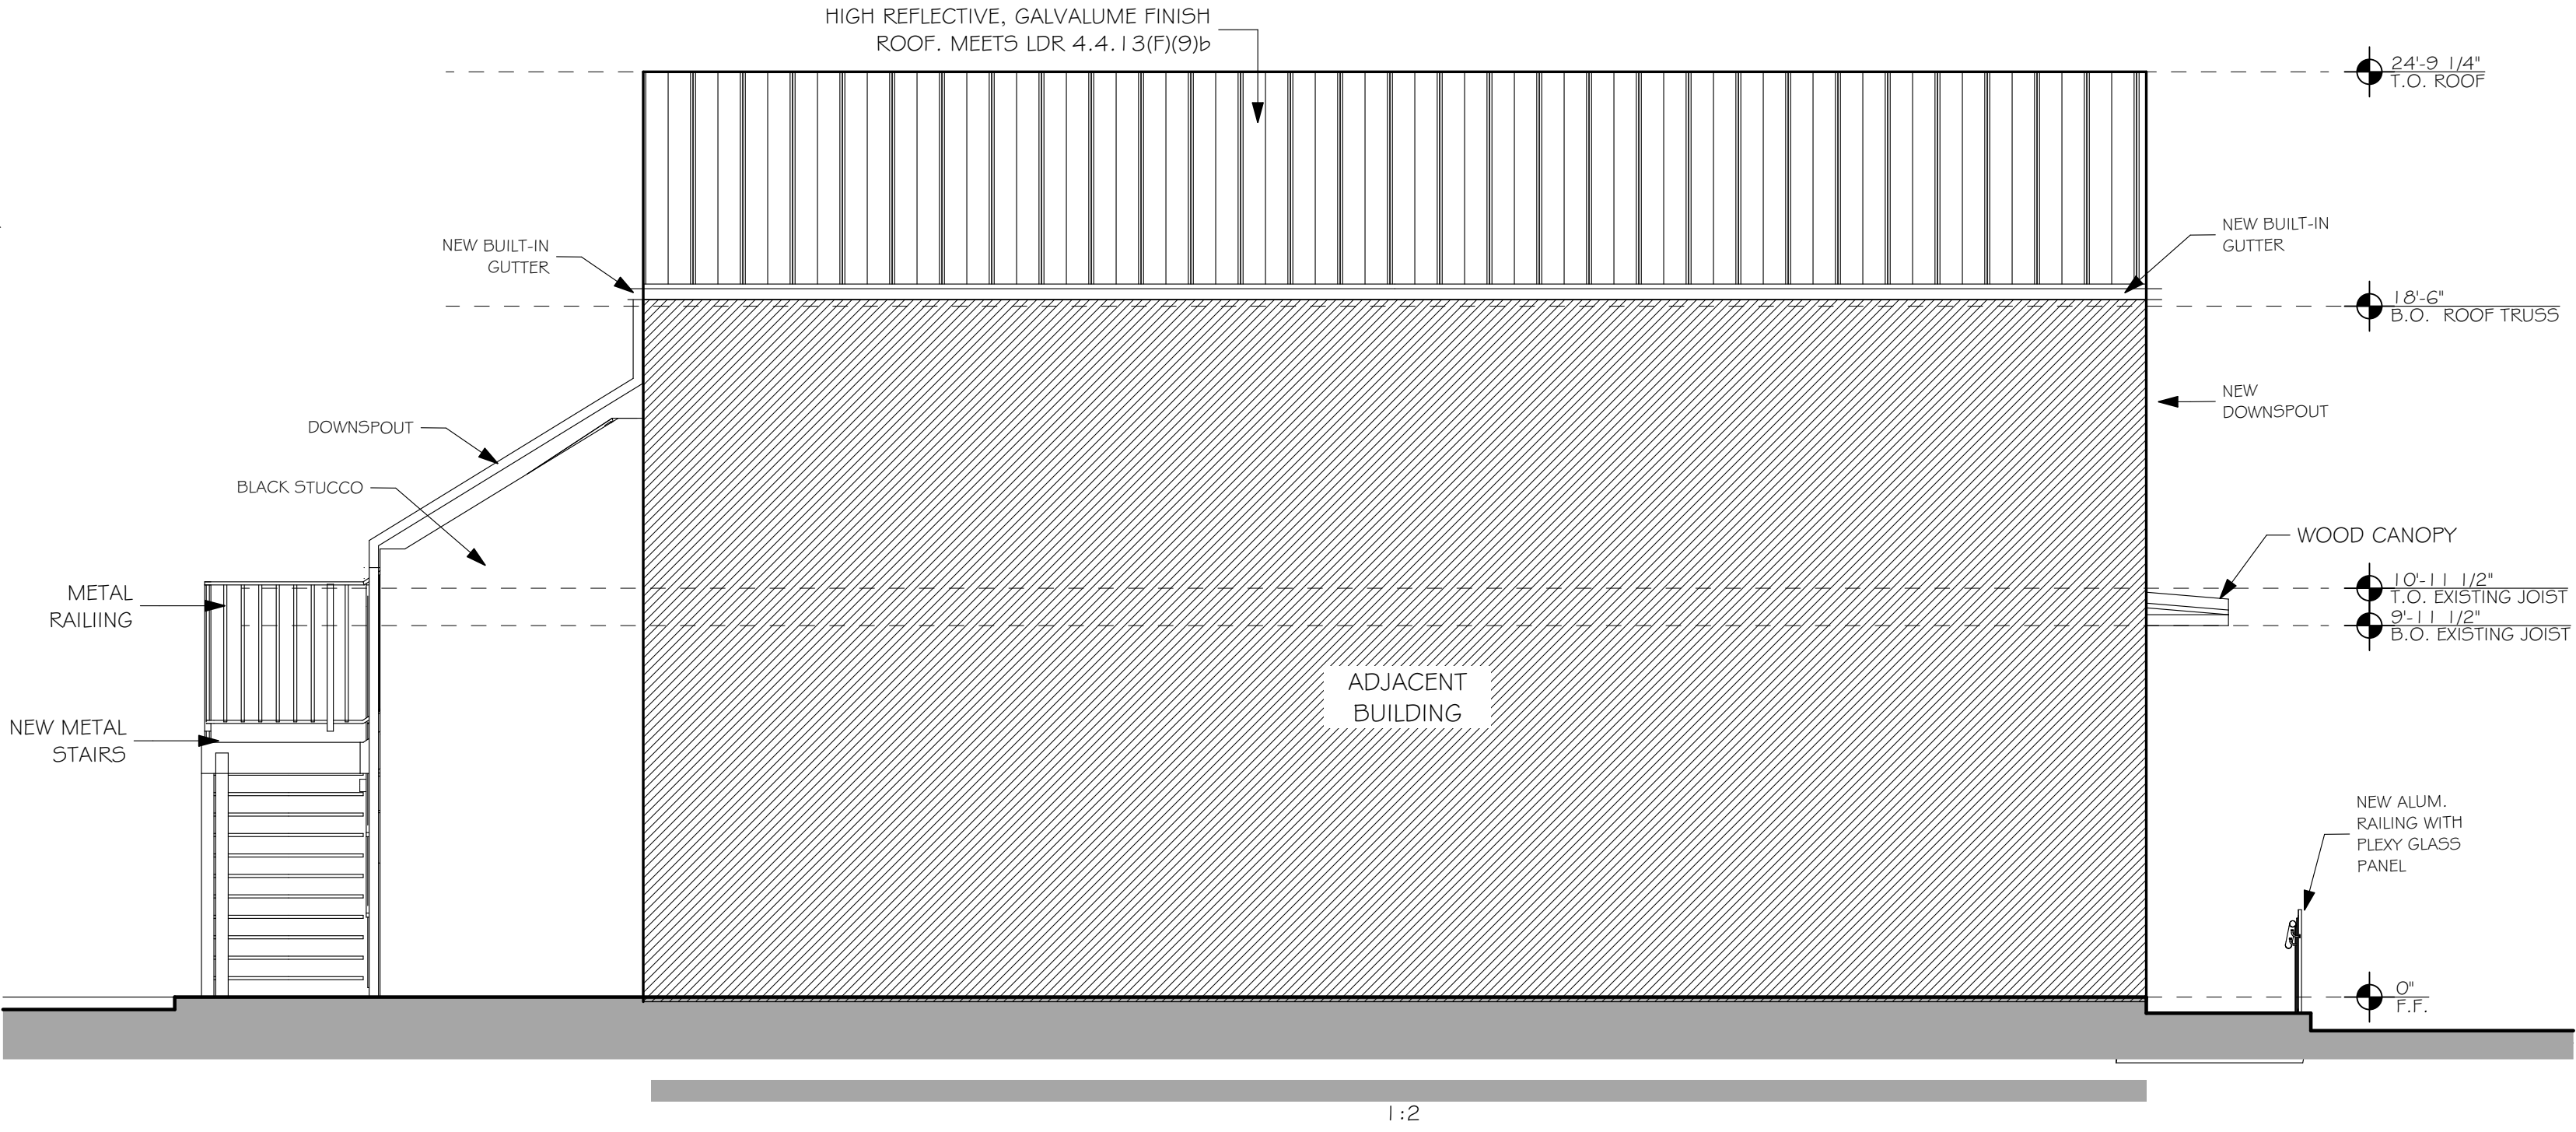 HIGH REFLECTIVE, GALVALUME FINISH
ROOF. MEETS LDR 4.4.13(F)(9)b
24'-9 1/4"
T.O. ROOF
NEW BUILT-IN
GUTTER
NEW BUILT-IN
GUTTER
18'-6"
B.O. ROOF TRUSS
NEW
DOWNSPOUT
DOWNSPOUT
BLACK STUCCO
WOOD CANOPY
METAL
RAILIING
10'-11 1/2"
T.O. EXISTING JOIST
9'-11 1/2"
B.O. EXISTING JOIST
ADJACENT
BUILDING
NEW METAL
STAIRS
NEW ALUM.
RAILING WITH
PLEXY GLASS
PANEL
0"
F.F.
1:2